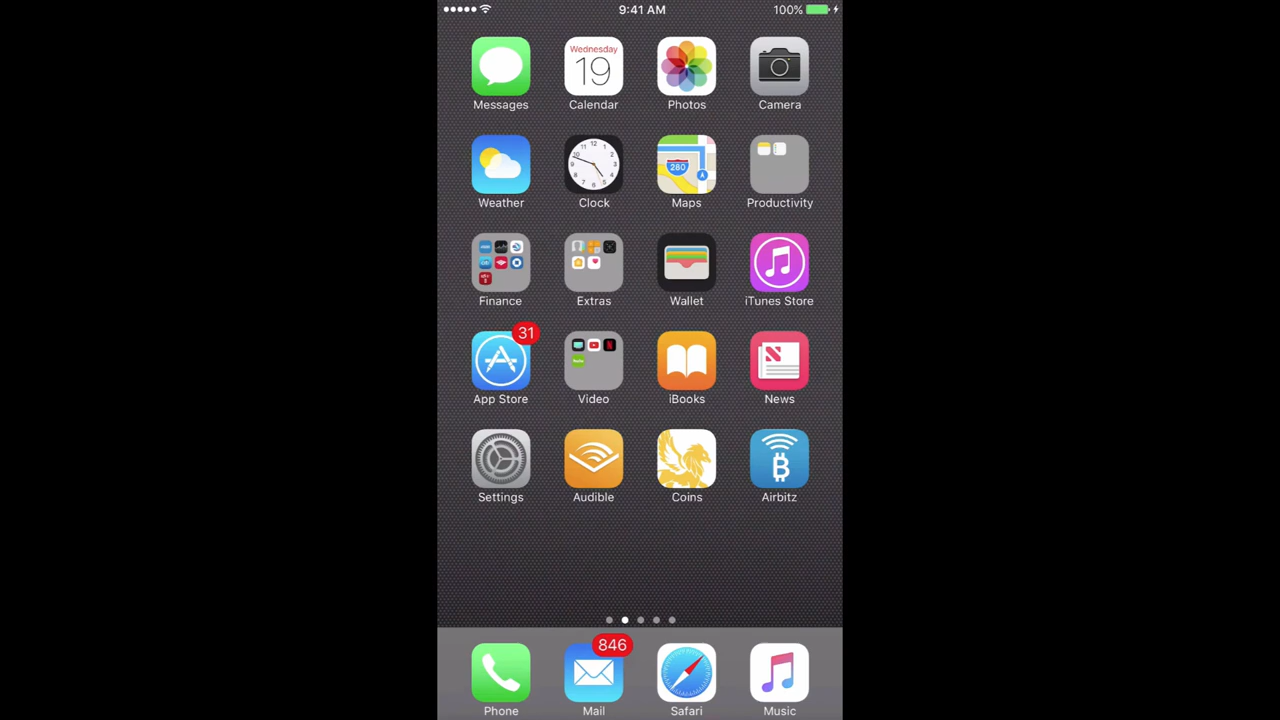 9:41 AM
100%
Wednesday
19
Messages
Calendar
Photos
Camera
280
Weather
Clock
Maps
Productivity
Finance
Extras
Wallet
iTunes Store
31
App Store
Video
iBooks
News
Settings
Audible
Coins
Airbitz
846
Phone
Mail
Safari
Music